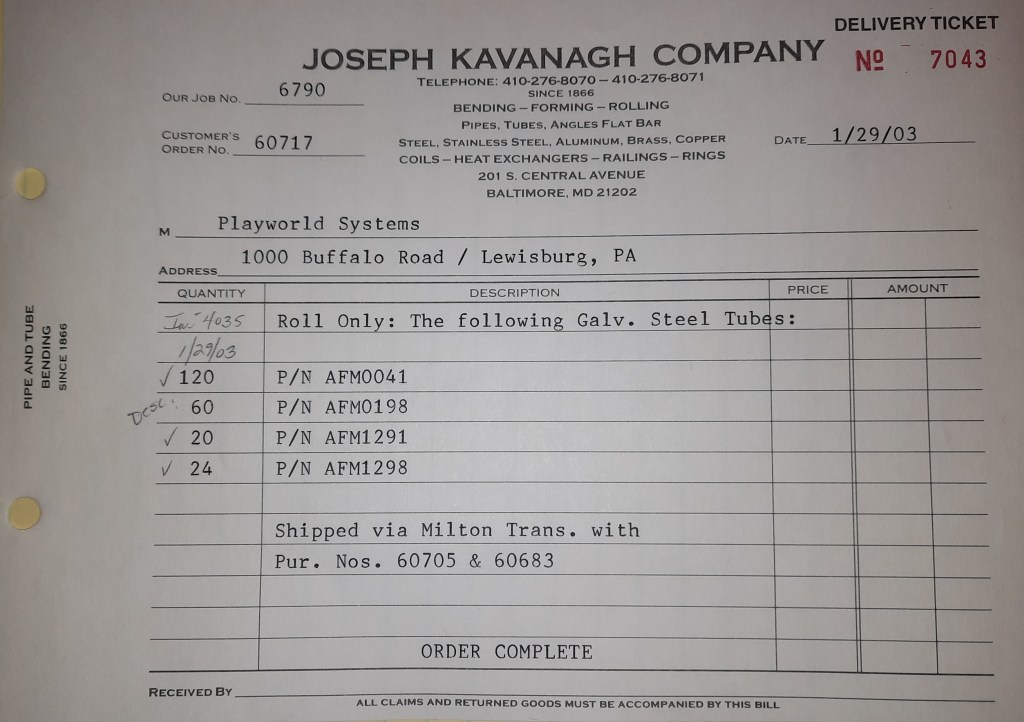 DELIVERY TICKET
JOSEPH KAVANAGH COMPANY
Nº 7043
TELEPHONE: 410-276-8070 – 410-276-8071
SINCE 1866
OUR JOB NO. 6790
BENDING – FORMING – ROLLING
PIPES, TUBES, ANGLES FLAT BAR
CUSTOMER'S ORDER NO. 60717
STEEL, STAINLESS STEEL, ALUMINUM, BRASS, COPPER
DATE 1/29/03
COILS – HEAT EXCHANGERS – RAILINGS – RINGS
201 S. CENTRAL AVENUE
BALTIMORE, MD 21202
M Playworld Systems
ADDRESS 1000 Buffalo Road / Lewisburg, PA
QUANTITY DESCRIPTION PRICE AMOUNT
Inv 4035 Roll Only: The following Galv. Steel Tubes:
1/29/03
✓ 120 P/N AFM0041
Desc. 60 P/N AFM0198
✓ 20 P/N AFM1291
✓ 24 P/N AFM1298
Shipped via Milton Trans. with
Pur. Nos. 60705 & 60683
ORDER COMPLETE
RECEIVED BY
ALL CLAIMS AND RETURNED GOODS MUST BE ACCOMPANIED BY THIS BILL
PIPE AND TUBE
BENDING
SINCE 1866